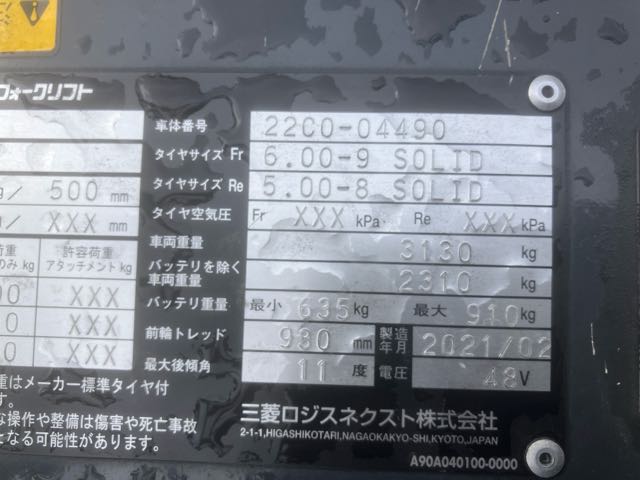 フォークリフト
車体番号 22C0-04490
タイヤサイズ Fr 6.00-9 SOLID
タイヤサイズ Re 5.00-8 SOLID
500 mm
タイヤ空気圧 Fr XXX kPa Re XXX kPa
XXX mm
車両重量 3130 kg
バッテリを除く車両重量 2310 kg
許容荷重
アタッチメント kg
のみ kg
XXX
XXX
XXX
バッテリ重量 最小 635 kg 最大 910 kg
前輪トレッド 930 mm 製造年月 2021/02
最大後傾角 11 度 電圧 48 V
重はメーカー標準タイヤ付
す。
な操作や整備は傷害や死亡事故
となる可能性があります。
三菱ロジスネクスト株式会社
2-1-1,HIGASHIKOTARI,NAGAOKAKYO-SHI,KYOTO,JAPAN
A90A040100-0000